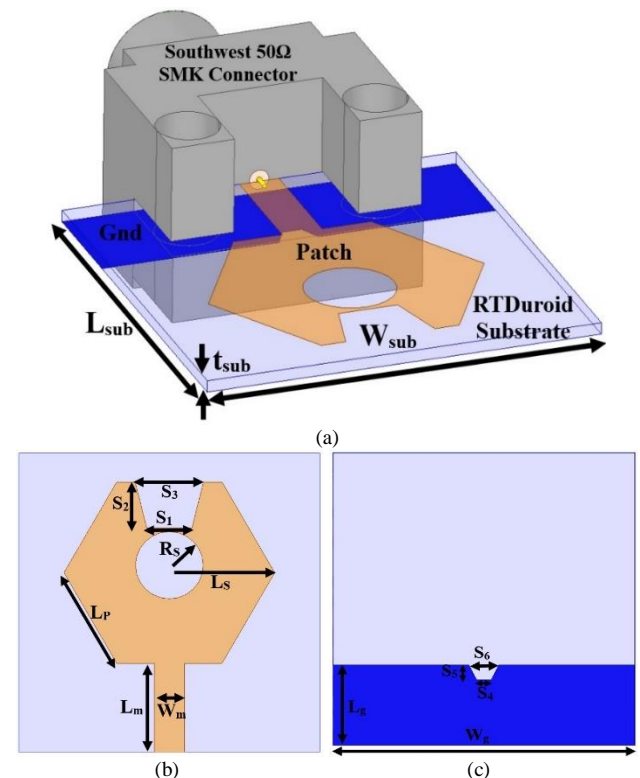 Southwest 50Ω
SMK Connector
Gnd
Patch
RTDuroid
Substrate
Lsub
Wsub
tsub
(a)
S3
S2
S1
RS
LS
LP
Lm
Wm
S6
S5
S4
Lg
Wg
(b)
(c)